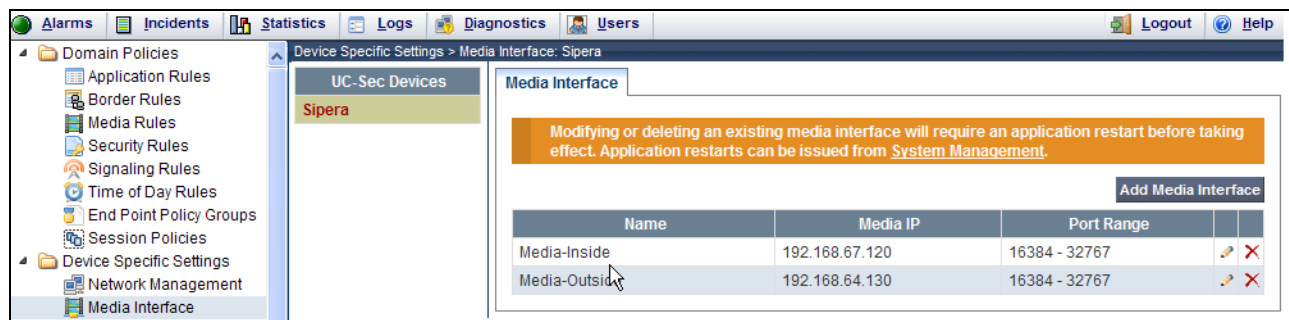 Alarms Incidents Statistics Logs Diagnostics Users Logout Help
Domain Policies
Application Rules
Border Rules
Media Rules
Security Rules
Signaling Rules
Time of Day Rules
End Point Policy Groups
Session Policies
Device Specific Settings
Network Management
Media Interface
Device Specific Settings > Media Interface: Sipera
UC-Sec Devices
Sipera
Media Interface
Modifying or deleting an existing media interface will require an application restart before taking
effect. Application restarts can be issued from System Management.
Add Media Interface
Name Media IP Port Range
Media-Inside 192.168.67.120 16384 - 32767
Media-Outside 192.168.64.130 16384 - 32767